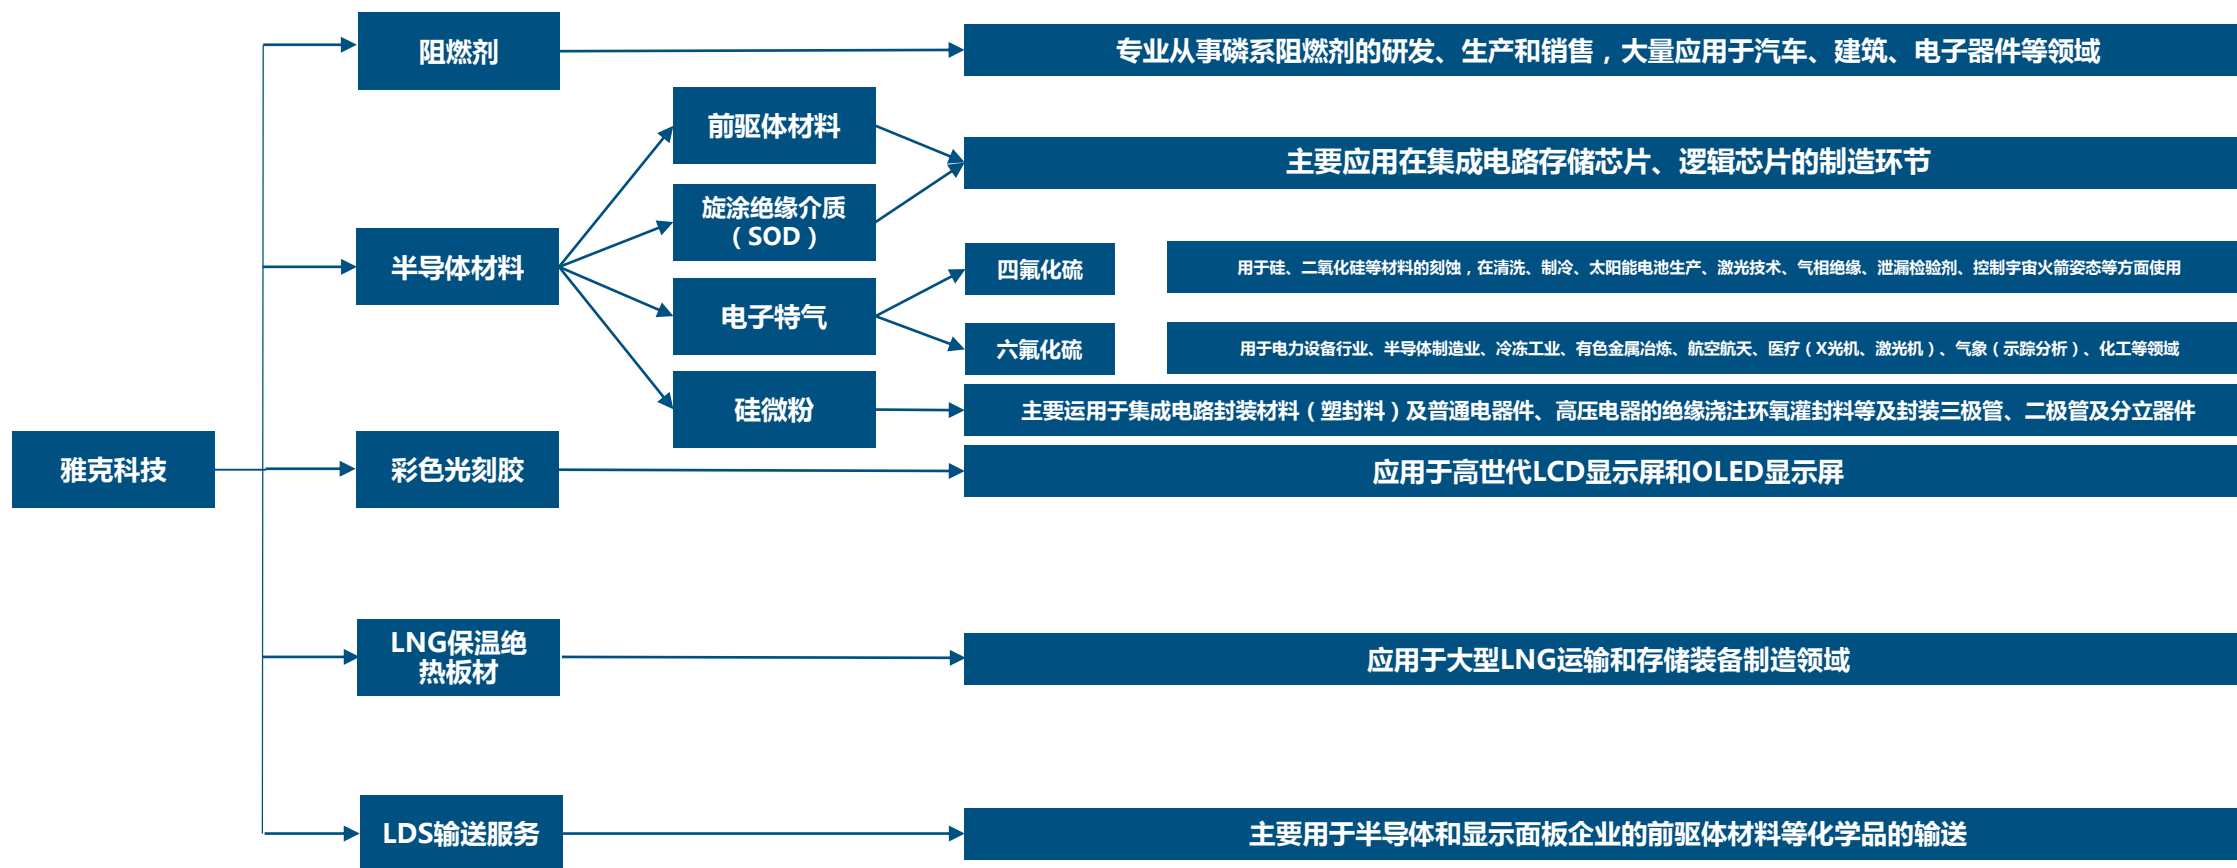 阻燃剂
专业从事磷系阻燃剂的研发、生产和销售，大量应用于汽车、建筑、电子器件等领域
前驱体材料
主要应用在集成电路存储芯片、逻辑芯片的制造环节
旋涂绝缘介质
（SOD）
半导体材料
四氟化硫
用于硅、二氧化硅等材料的刻蚀，在清洗、制冷、太阳能电池生产、激光技术、气相绝缘、泄漏检验剂、控制宇宙火箭姿态等方面使用
电子特气
六氟化硫
用于电力设备行业、半导体制造业、冷冻工业、有色金属冶炼、航空航天、医疗（X光机、激光机）、气象（示踪分析）、化工等领域
硅微粉
主要运用于集成电路封装材料（塑封料）及普通电器件、高压电器的绝缘浇注环氧灌封料等及封装三极管、二极管及分立器件
雅克科技
彩色光刻胶
应用于高世代LCD显示屏和OLED显示屏
LNG保温绝
热板材
应用于大型LNG运输和存储装备制造领域
LDS输送服务
主要用于半导体和显示面板企业的前驱体材料等化学品的输送